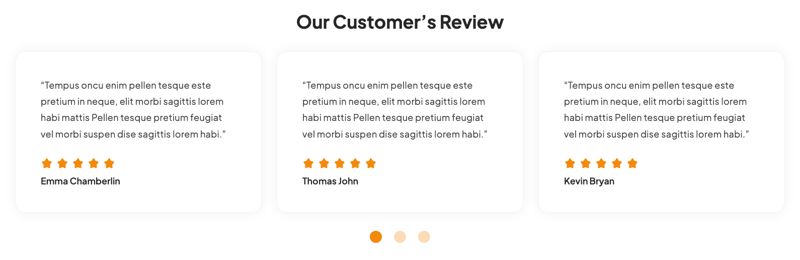 Our Customer’s Review
“Tempus oncu enim pellen tesque este
pretium in neque, elit morbi sagittis lorem
habi mattis Pellen tesque pretium feugiat
vel morbi suspen dise sagittis lorem habi.”
Emma Chamberlin
“Tempus oncu enim pellen tesque este
pretium in neque, elit morbi sagittis lorem
habi mattis Pellen tesque pretium feugiat
vel morbi suspen dise sagittis lorem habi.”
Thomas John
“Tempus oncu enim pellen tesque este
pretium in neque, elit morbi sagittis lorem
habi mattis Pellen tesque pretium feugiat
vel morbi suspen dise sagittis lorem habi.”
Kevin Bryan